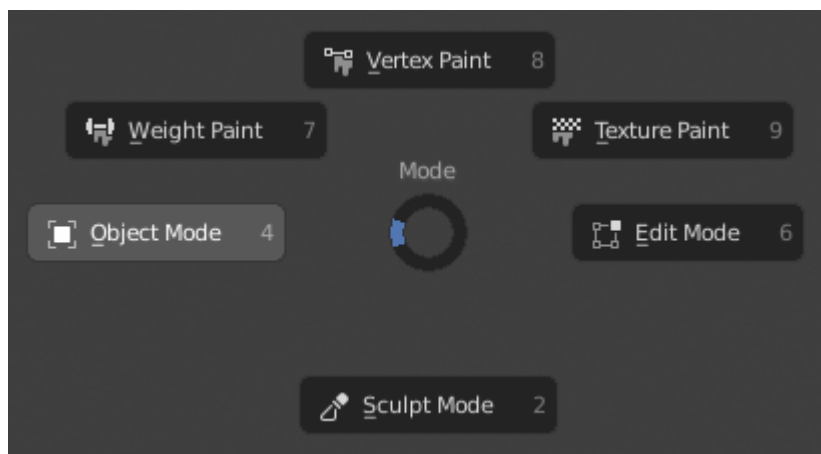 Vertex Paint 8
Weight Paint 7
Texture Paint 9
Mode
Object Mode 4
Edit Mode 6
Sculpt Mode 2